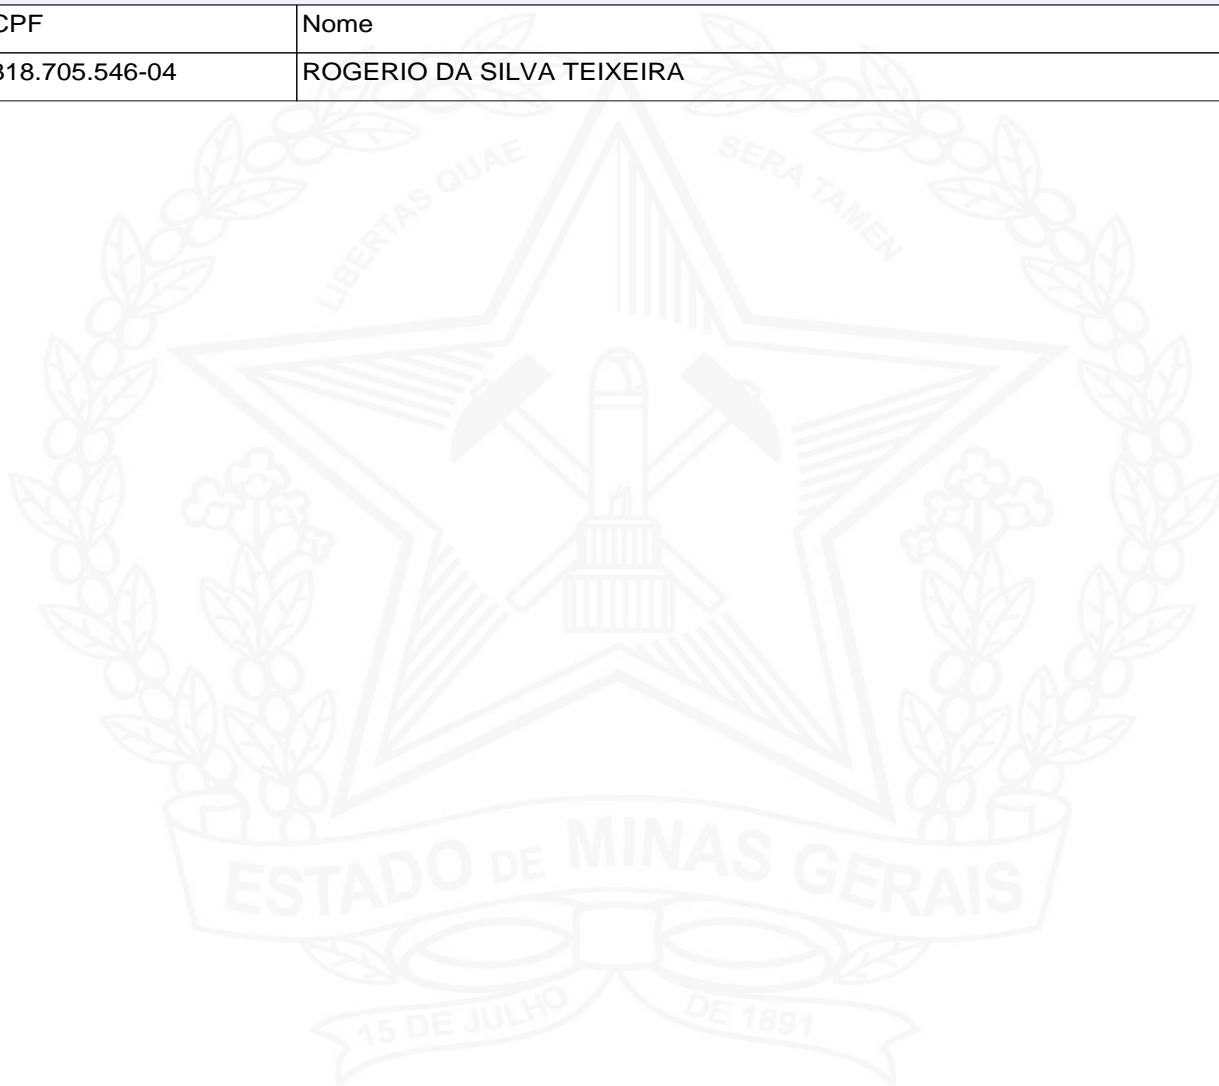 CPF Nome
818.705.546-04 ROGERIO DA SILVA TEIXEIRA
LIBERTAS QUAE SERA TAMEN
ESTADO DE MINAS GERAIS
15 DE JULHO DE 1891